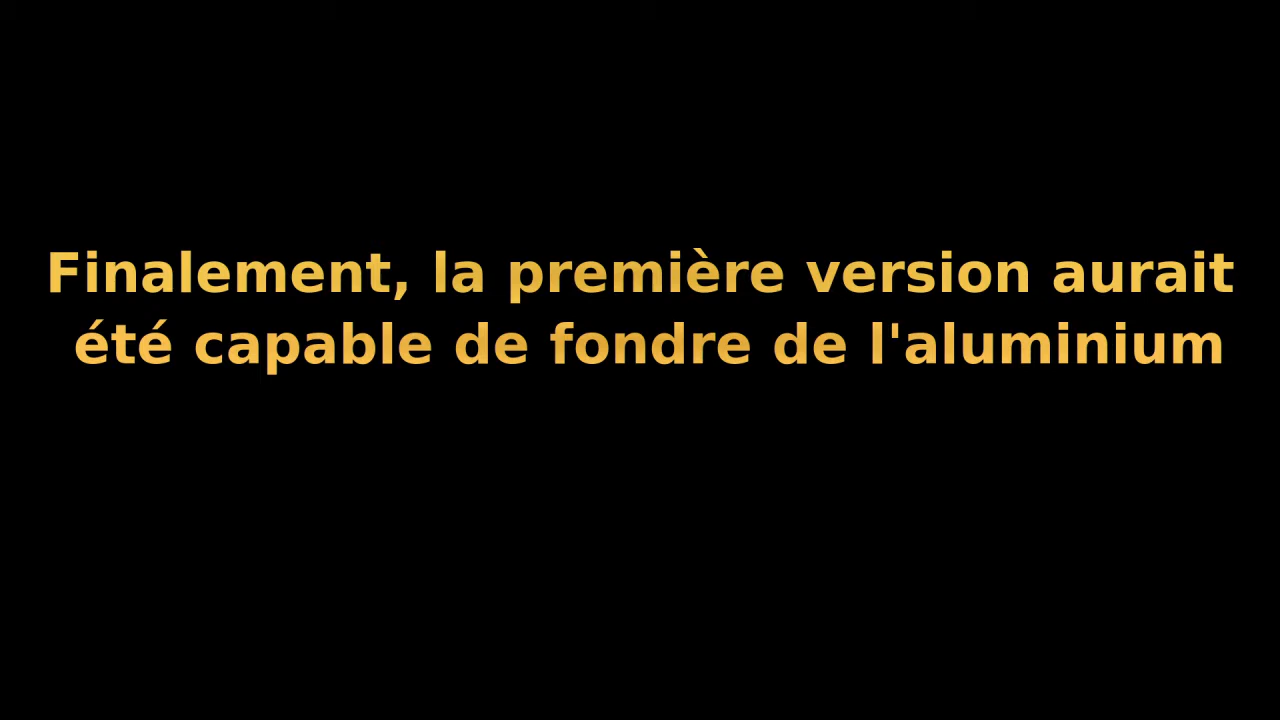 Finalement, la première version aurait
été capable de fondre de l'aluminium